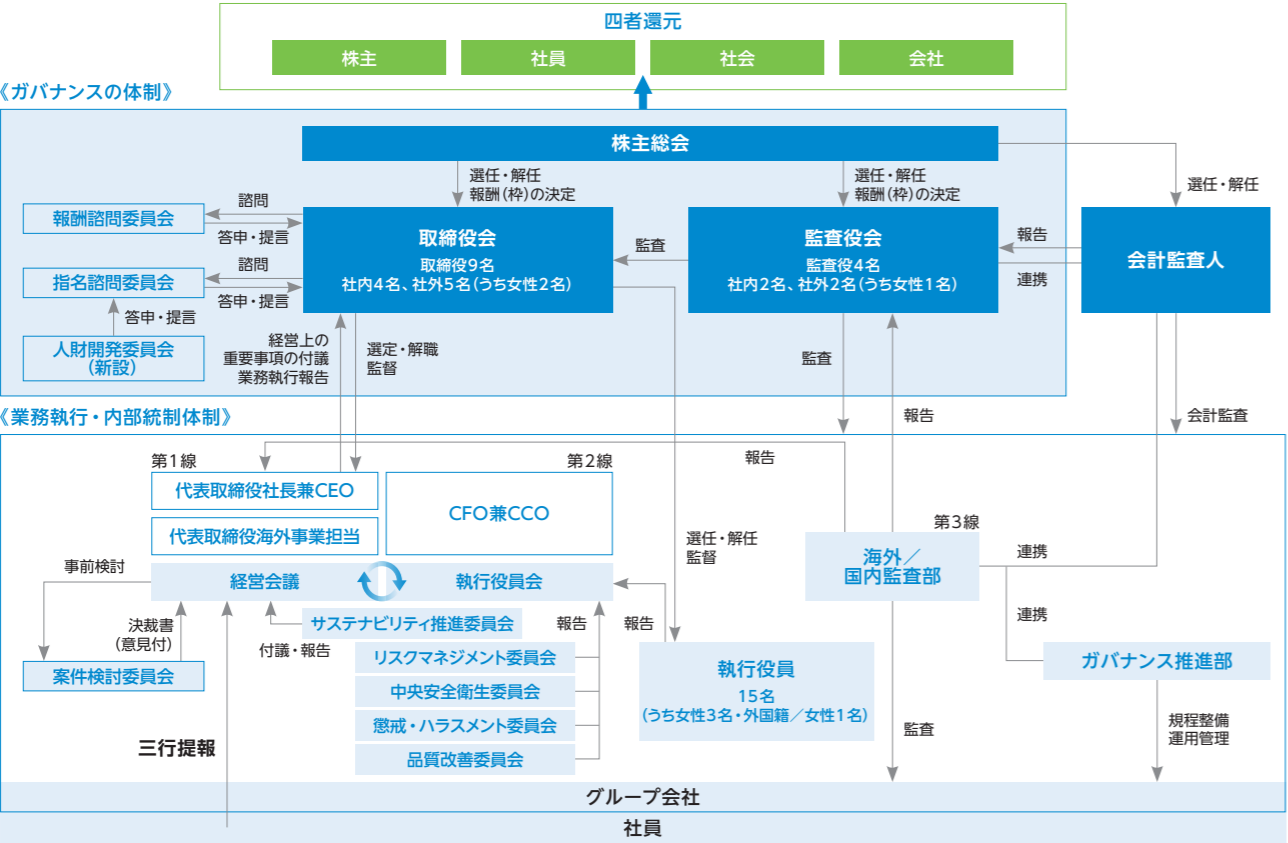 四者還元
株主
社員
社会
会社
《ガバナンスの体制》
株主総会
選任・解任
報酬(枠)の決定
選任・解任
報酬(枠)の決定
選任・解任
報酬諮問委員会
諮問
答申・提言
指名諮問委員会
諮問
答申・提言
答申・提言
人財開発委員会
(新設)
取締役会
取締役9名
社内4名、社外5名(うち女性2名)
監査
監査役会
監査役4名
社内2名、社外2名(うち女性1名)
報告
連携
会計監査人
経営上の
重要事項の付議
業務執行報告
選定・解職
監督
監査
報告
会計監査
《業務執行・内部統制体制》
報告
第1線
代表取締役社長兼CEO
代表取締役海外事業担当
第2線
CFO兼CCO
選任・解任
監督
第3線
海外／
国内監査部
連携
連携
事前検討
経営会議
執行役員会
決裁書
(意見付)
付議・報告
サステナビリティ推進委員会
報告
報告
案件検討委員会
リスクマネジメント委員会
中央安全衛生委員会
懲戒・ハラスメント委員会
品質改善委員会
執行役員
15名
(うち女性3名・外国籍／女性1名)
ガバナンス推進部
監査
規程整備
運用管理
三行提報
グループ会社
社員